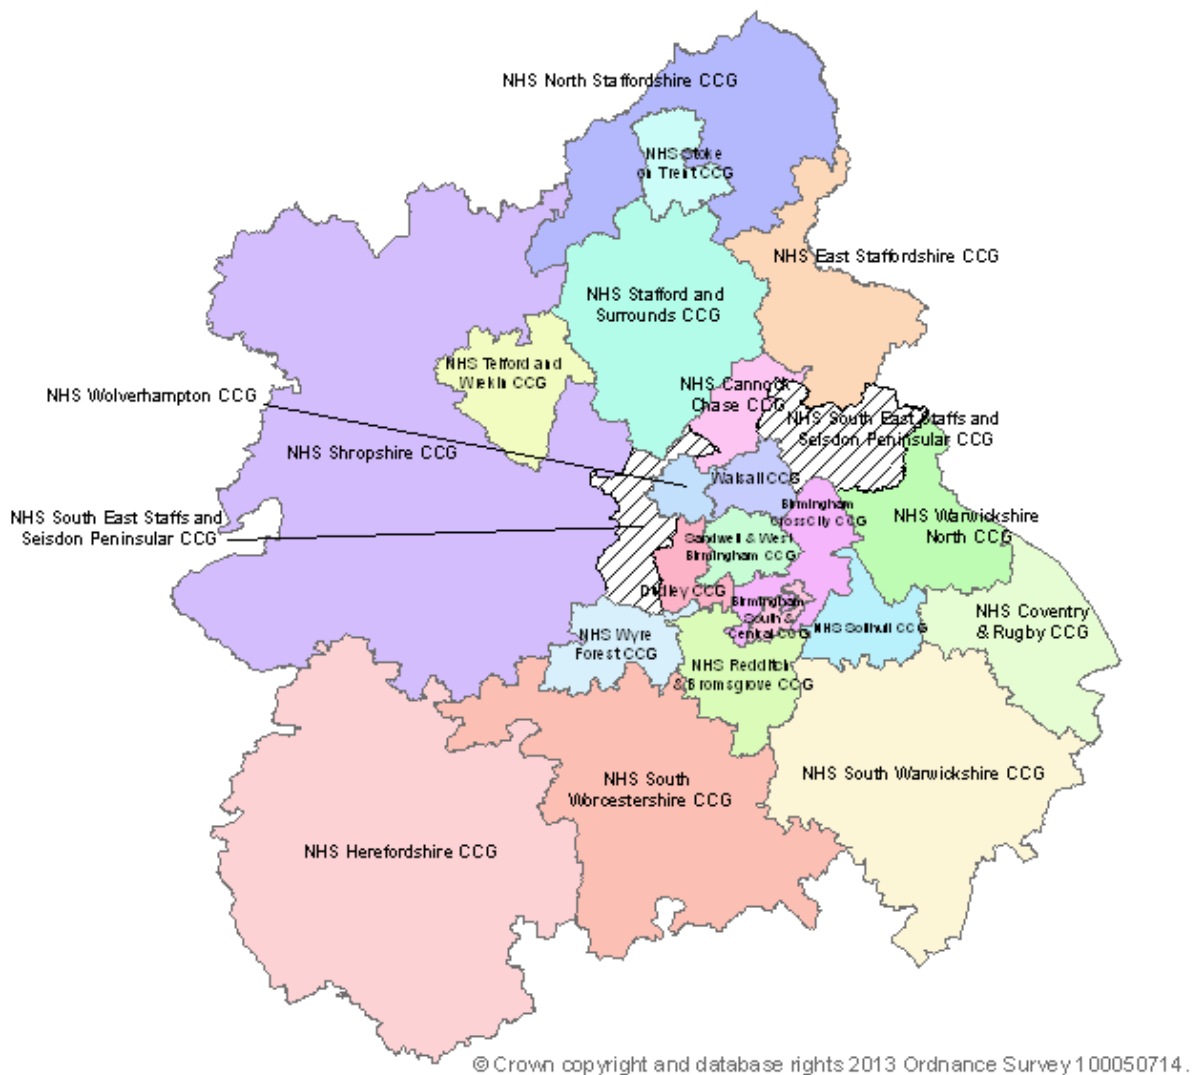 NHS North Staffordshire CCG
NHS Stoke
on Trent CCG
NHS East Staffordshire CCG
NHS Stafford and
Surrounds CCG
NHS Telford and
Wrekin CCG
NHS Cannock
Chase CCG
NHS Wolverhampton CCG
NHS South East Staffs and
Seisdon Peninsular CCG
NHS Shropshire CCG
Walsall CCG
Birmingham
CrossCity CCG
NHS Warwickshire
North CCG
NHS South East Staffs and
Seisdon Peninsular CCG
Sandwell & West
Birmingham CCG
Dudley CCG
Birmingham
South &
Central CCG
NHS Solihull CCG
NHS Coventry
& Rugby CCG
NHS Wyre
Forest CCG
NHS Redditch
& Bromsgrove CCG
NHS South
Worcestershire CCG
NHS South Warwickshire CCG
NHS Herefordshire CCG
© Crown copyright and database rights 2013 Ordnance Survey 100050714.